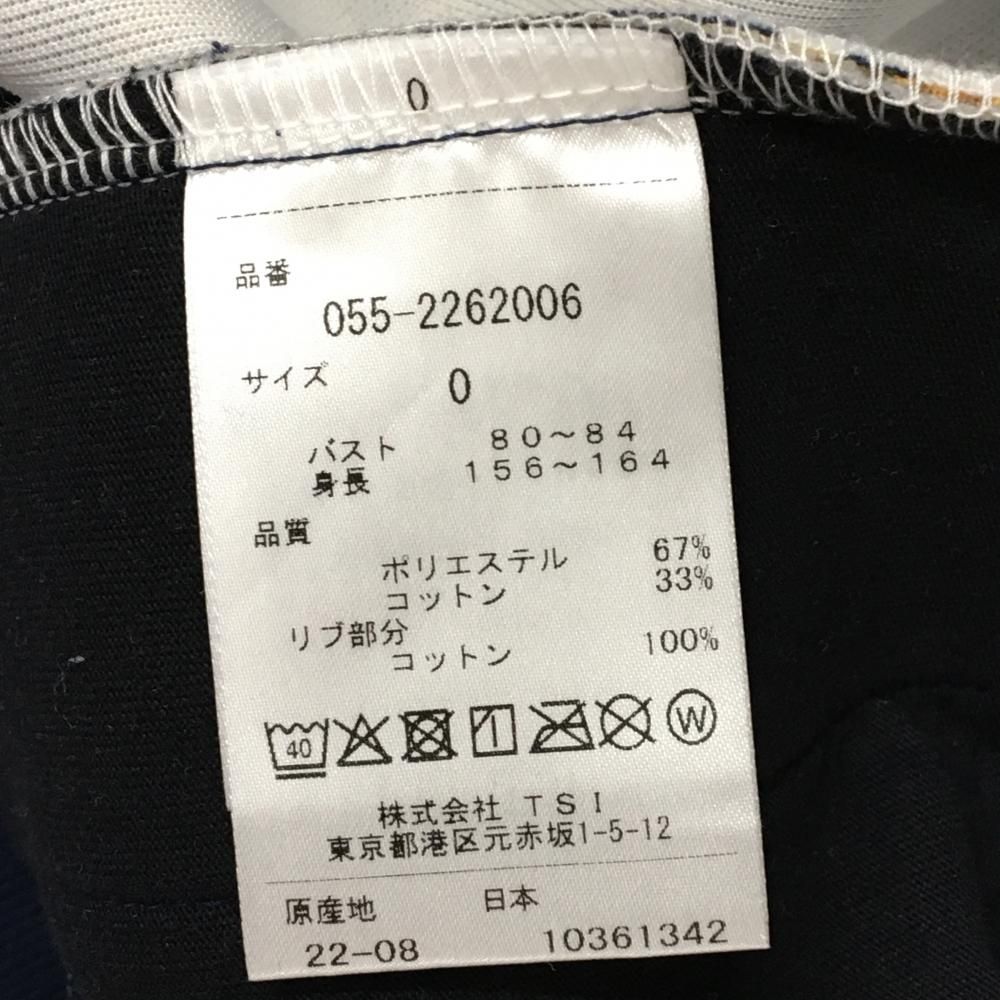 0
品番
055-2262006
サイズ 0
バスト 80～84
身長 156～164
品質
ポリエステル 67%
コットン 33%
リブ部分
コットン 100%
40 W
株式会社 TSI
東京都港区元赤坂1-5-12
原産地 日本
22-08 10361342